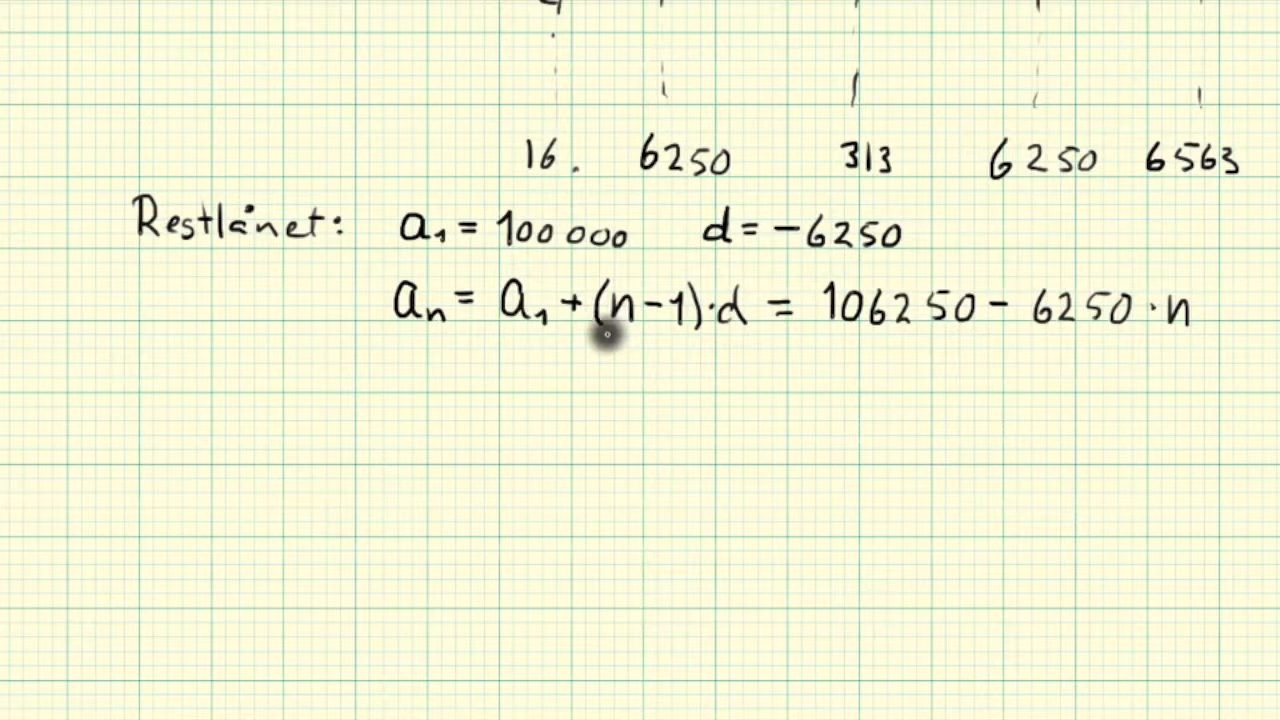 16. 6250 313 6250 6563
Restlånet: a₁ = 100 000 d = -6250
aₙ = a₁ + (n-1)·d = 106250 - 6250·n